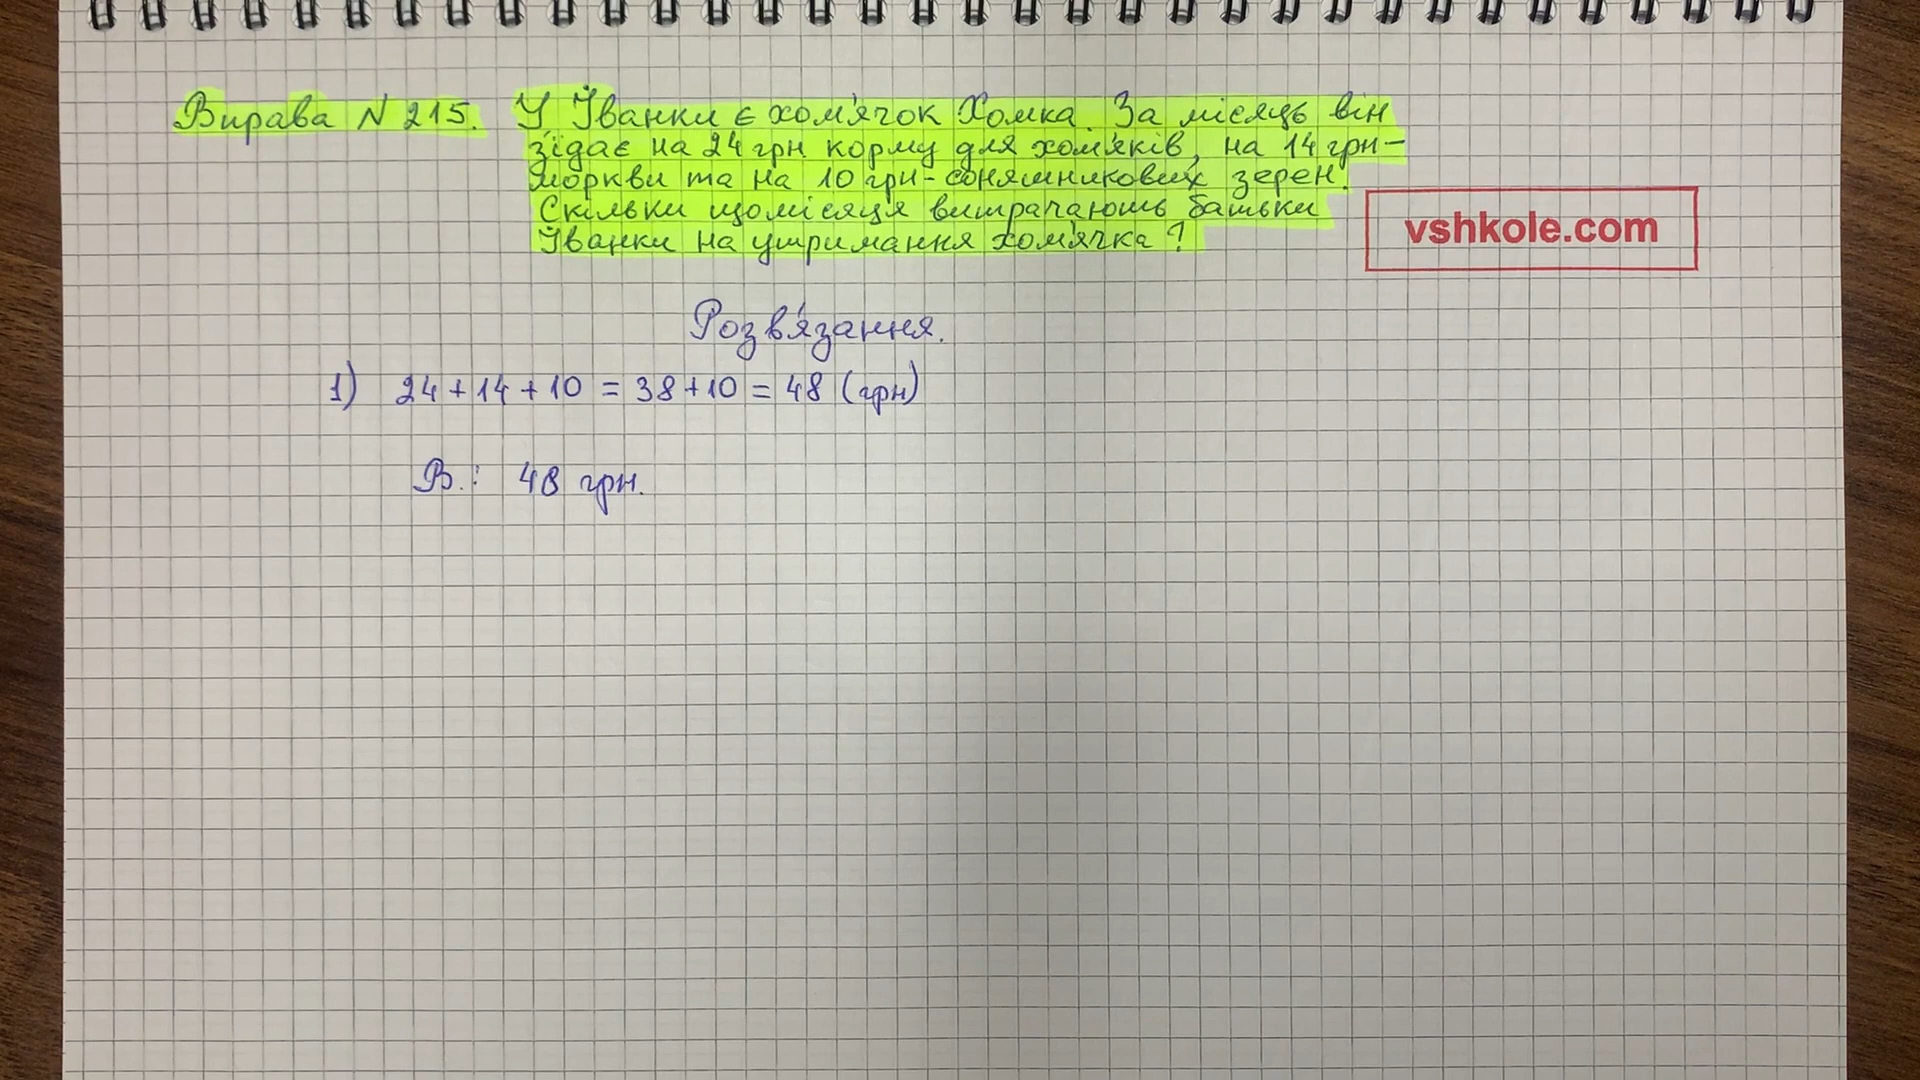 Вправа N 215. У Іванки є хом'ячок Хомка. За місяць він
з'їдає на 24 грн корму для хом'яків, на 14 грн-
моркви та на 10 грн - соняшникових зерен.
Скільки щомісяця витрачають батьки
Іванки на утримання хом'ячка?
vshkole.com
Розв'язання.
1) 24 + 14 + 10 = 38 + 10 = 48 (грн)
В.: 48 грн.